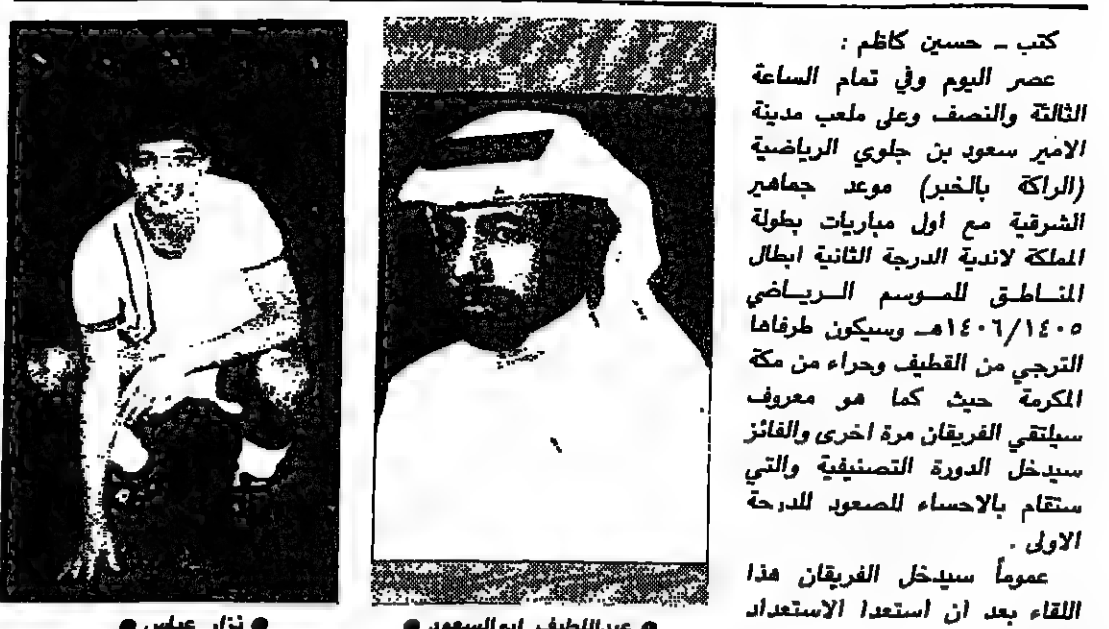 كتب ـ حسين كاظم :
عصر اليوم وفي تمام الساعة
الثالثة والنصف وعلى ملعب مدينة
الامير سعود بن جلوي الرياضية
(الراكة بالخبر) موعد جماهير
الشرقية مع اول مباريات بطولة
المملكة لاندية الدرجة الثانية ابطال
المنـاطـق للمـوسم الـريـاضي
١٤٠٦/١٤٠٥هـ وسيكون طرفاها
الترجي من القطيف وحراء من مكة
المكرمة حيث كما هو معروف
سيلتقي الفريقان مرة اخرى والفائز
سيدخل الدورة التصنيفية والتي
ستقام بالاحساء للصعود للدرجة
الاولى .
عموماً سيدخل الفريقان هذا
اللقاء بعد ان استعدا الاستعداد
● عبداللطيف ابوالسعود ●
● نزار عباس ●